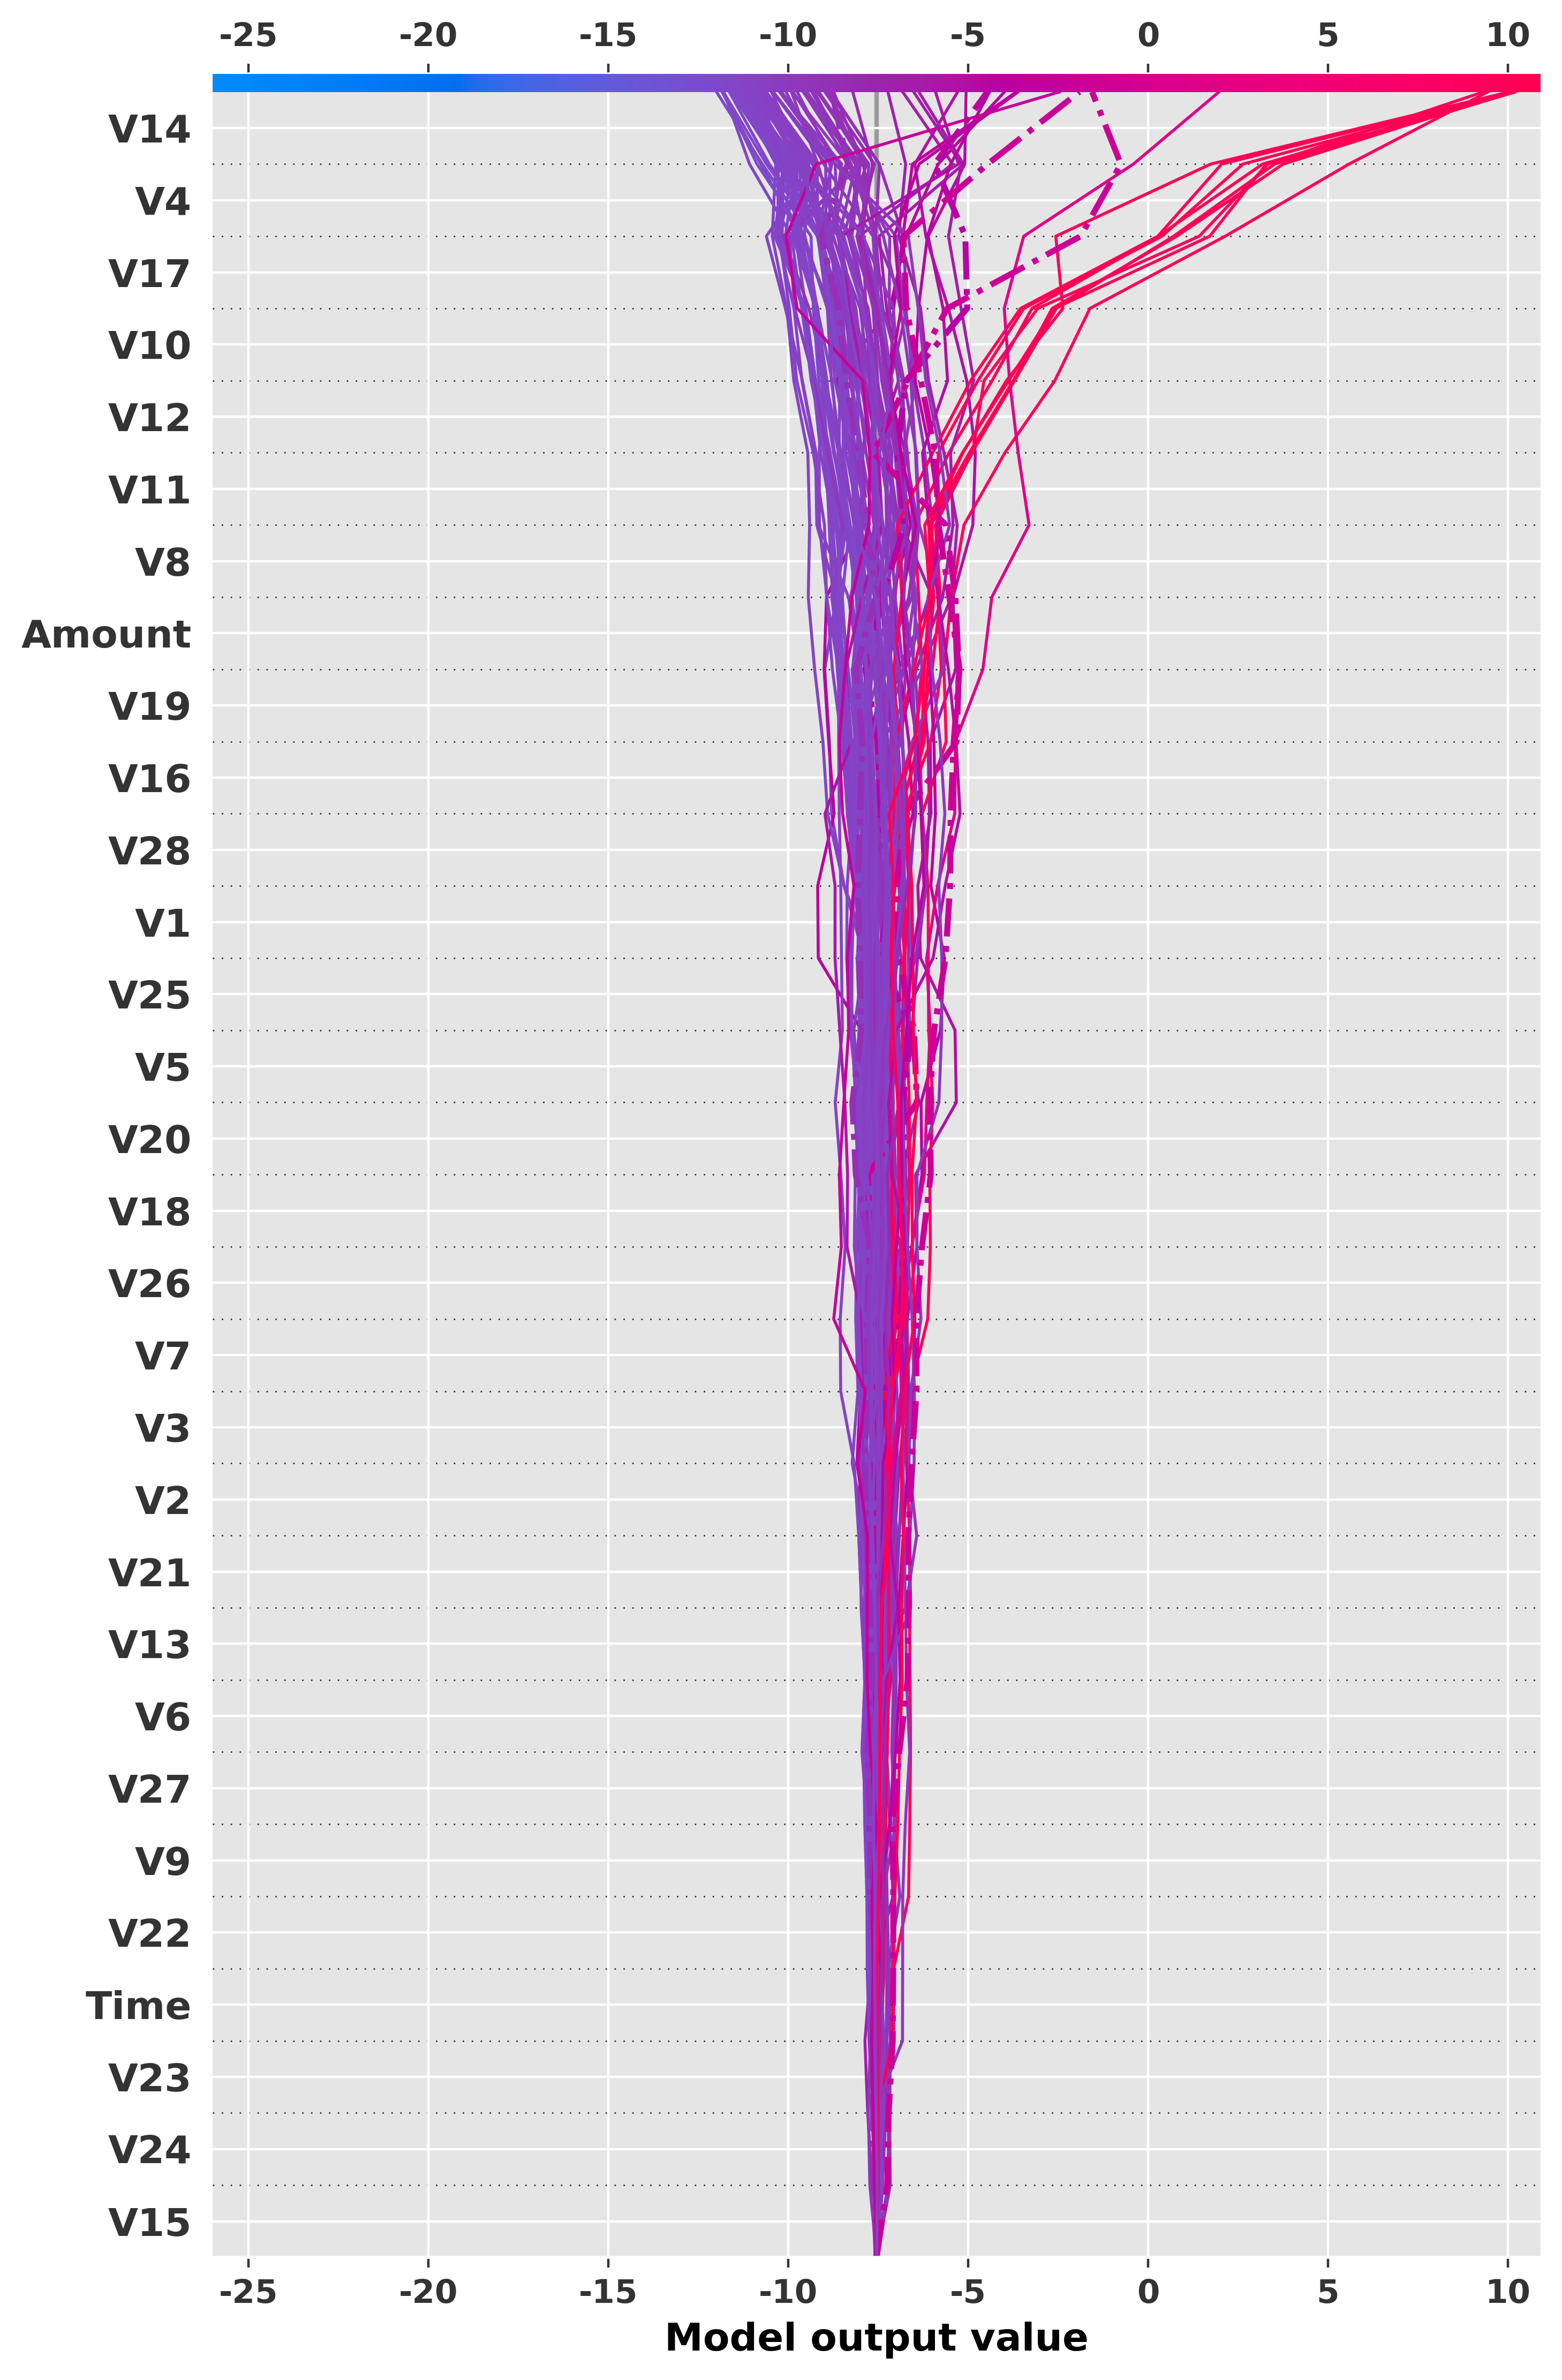 -25 -20 -15 -10 -5 0 5 10
V14
V4
V17
V10
V12
V11
V8
Amount
V19
V16
V28
V1
V25
V5
V20
V18
V26
V7
V3
V2
V21
V13
V6
V27
V9
V22
Time
V23
V24
V15
-25 -20 -15 -10 -5 0 5 10
Model output value